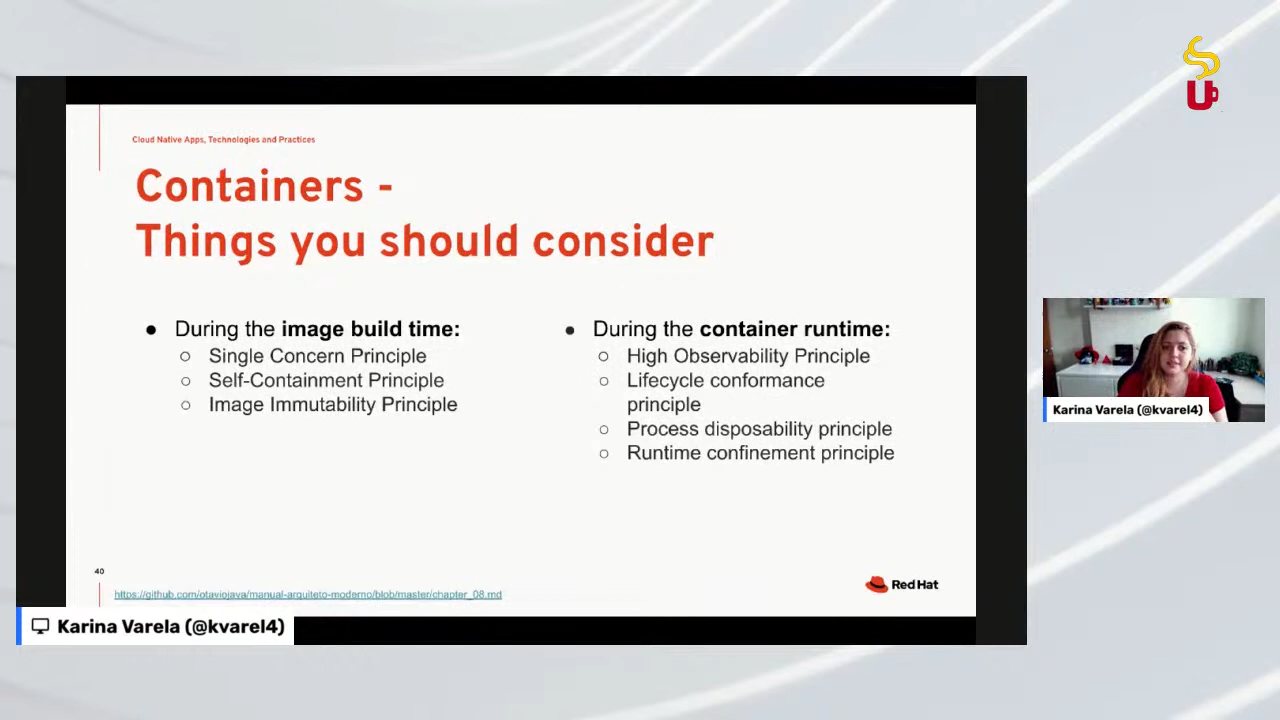 Cloud Native Apps, Technologies and Practices
Containers -
Things you should consider
● During the image build time:
○ Single Concern Principle
○ Self-Containment Principle
○ Image Immutability Principle
● During the container runtime:
○ High Observability Principle
○ Lifecycle conformance
principle
○ Process disposability principle
○ Runtime confinement principle
40
https://github.com/otaviojava/manual-arquiteto-moderno/blob/master/chapter_08.md
Red Hat
Karina Varela (@kvarel4)
Karina Varela (@kvarel4)